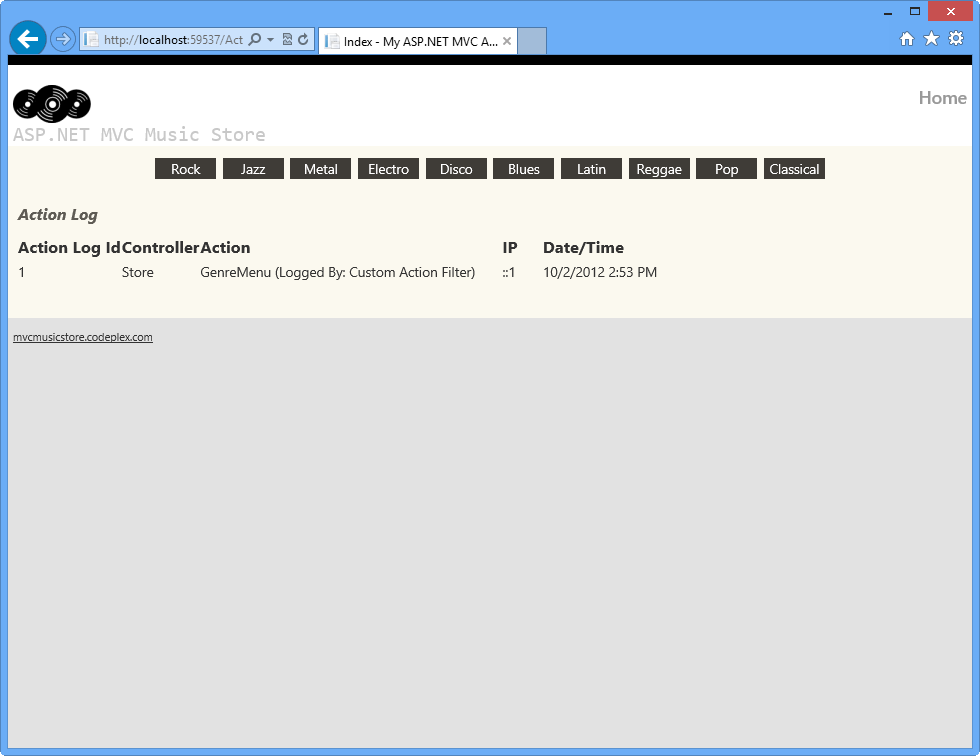 http://localhost:59537/Act
Index - My ASP.NET MVC A...
Home
ASP.NET MVC Music Store
Rock Jazz Metal Electro Disco Blues Latin Reggae Pop Classical
Action Log
Action Log Id Controller Action IP Date/Time
1 Store GenreMenu (Logged By: Custom Action Filter) ::1 10/2/2012 2:53 PM
mvcmusicstore.codeplex.com